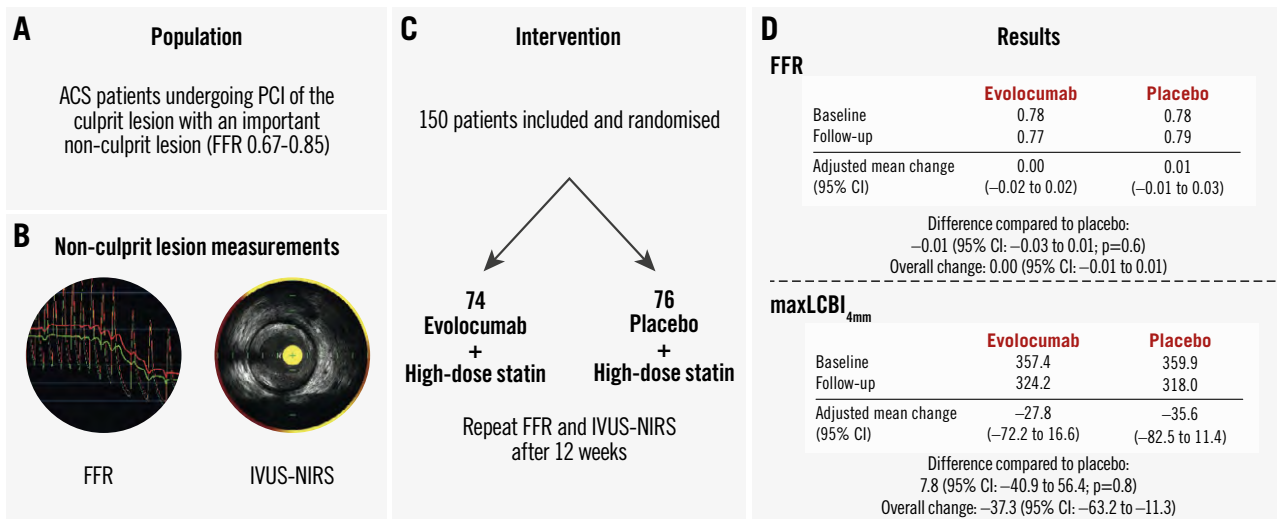 A
Population
ACS patients undergoing PCI of the
culprit lesion with an important
non-culprit lesion (FFR 0.67-0.85)
B
Non-culprit lesion measurements
FFR
IVUS-NIRS
C
Intervention
150 patients included and randomised
74
Evolocumab
+
High-dose statin
76
Placebo
+
High-dose statin
Repeat FFR and IVUS-NIRS
after 12 weeks
D
Results
FFR
Evolocumab Placebo
Baseline 0.78 0.78
Follow-up 0.77 0.79
Adjusted mean change 0.00 0.01
(95% CI) (−0.02 to 0.02) (−0.01 to 0.03)
Difference compared to placebo:
−0.01 (95% CI: −0.03 to 0.01; p=0.6)
Overall change: 0.00 (95% CI: −0.01 to 0.01)
maxLCBI4mm
Evolocumab Placebo
Baseline 357.4 359.9
Follow-up 324.2 318.0
Adjusted mean change −27.8 −35.6
(95% CI) (−72.2 to 16.6) (−82.5 to 11.4)
Difference compared to placebo:
7.8 (95% CI: −40.9 to 56.4; p=0.8)
Overall change: −37.3 (95% CI: −63.2 to −11.3)